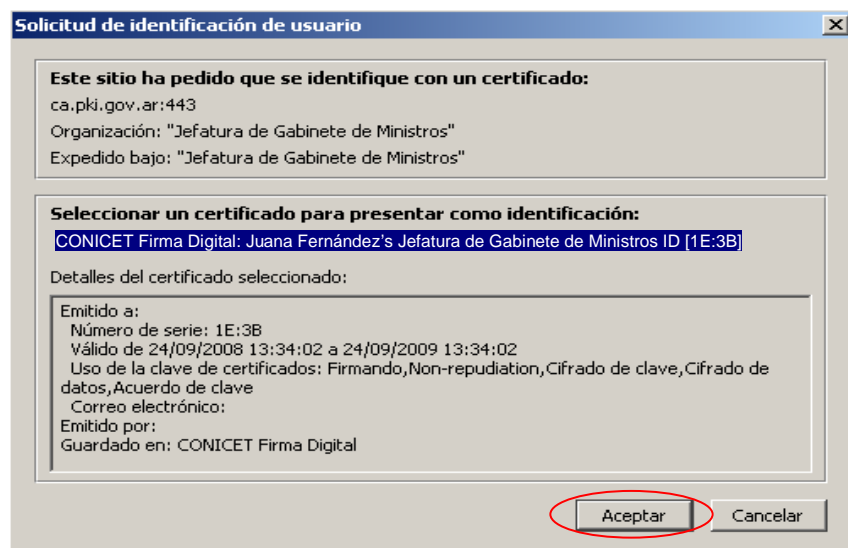 Solicitud de identificación de usuario
Este sitio ha pedido que se identifique con un certificado:
ca.pki.gov.ar:443
Organización: "Jefatura de Gabinete de Ministros"
Expedido bajo: "Jefatura de Gabinete de Ministros"
Seleccionar un certificado para presentar como identificación:
CONICET Firma Digital: Juana Fernández's Jefatura de Gabinete de Ministros ID [1E:3B]
Detalles del certificado seleccionado:
Emitido a:
Número de serie: 1E:3B
Válido de 24/09/2008 13:34:02 a 24/09/2009 13:34:02
Uso de la clave de certificados: Firmando,Non-repudiation,Cifrado de clave,Cifrado de
datos,Acuerdo de clave
Correo electrónico:
Emitido por:
Guardado en: CONICET Firma Digital
Aceptar Cancelar